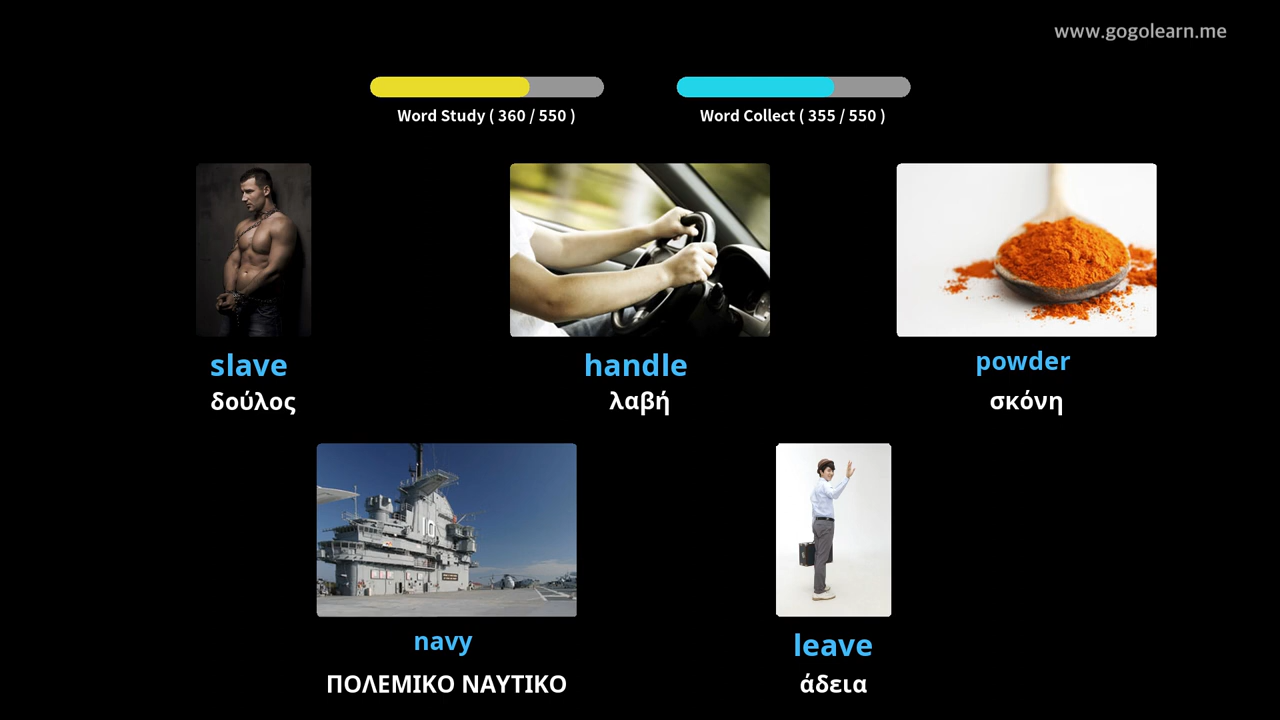 www.gogolearn.me
Word Study ( 360 / 550 )
Word Collect ( 355 / 550 )
slave
δούλος
handle
λαβή
powder
σκόνη
10
navy
ΠΟΛΕΜΙΚΟ ΝΑΥΤΙΚΟ
leave
άδεια